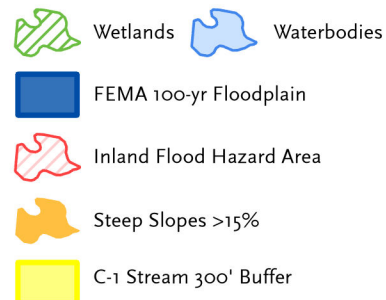 Wetlands Waterbodies
FEMA 100-yr Floodplain
Inland Flood Hazard Area
Steep Slopes >15%
C-1 Stream 300' Buffer